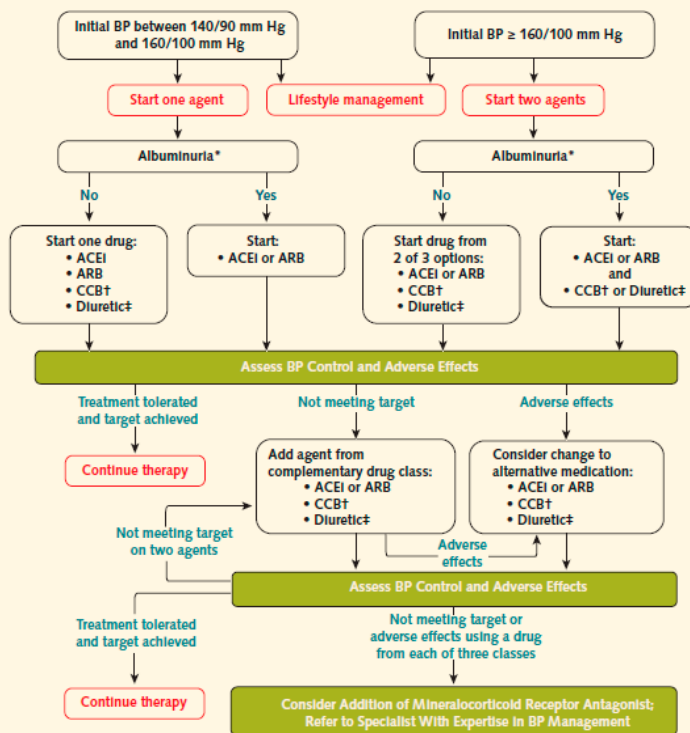 Initial BP between 140/90 mm Hg
and 160/100 mm Hg
Initial BP ≥ 160/100 mm Hg
Start one agent
Lifestyle management
Start two agents
Albuminuria*
Albuminuria*
No
Yes
No
Yes
Start one drug:
• ACEI
• ARB
• CCB†
• Diuretic‡
Start:
• ACEI or ARB
Start drug from
2 of 3 options:
• ACEI or ARB
• CCB†
• Diuretic‡
Start:
• ACEI or ARB
and
• CCB† or Diuretic‡
Assess BP Control and Adverse Effects
Treatment tolerated
and target achieved
Not meeting target
Adverse effects
Continue therapy
Add agent from
complementary drug class:
• ACEI or ARB
• CCB†
• Diuretic‡
Consider change to
alternative medication:
• ACEI or ARB
• CCB†
• Diuretic‡
Not meeting target
on two agents
Adverse
effects
Assess BP Control and Adverse Effects
Treatment tolerated
and target achieved
Not meeting target or
adverse effects using a drug
from each of three classes
Continue therapy
Consider Addition of Mineralocorticoid Receptor Antagonist;
Refer to Specialist With Expertise in BP Management